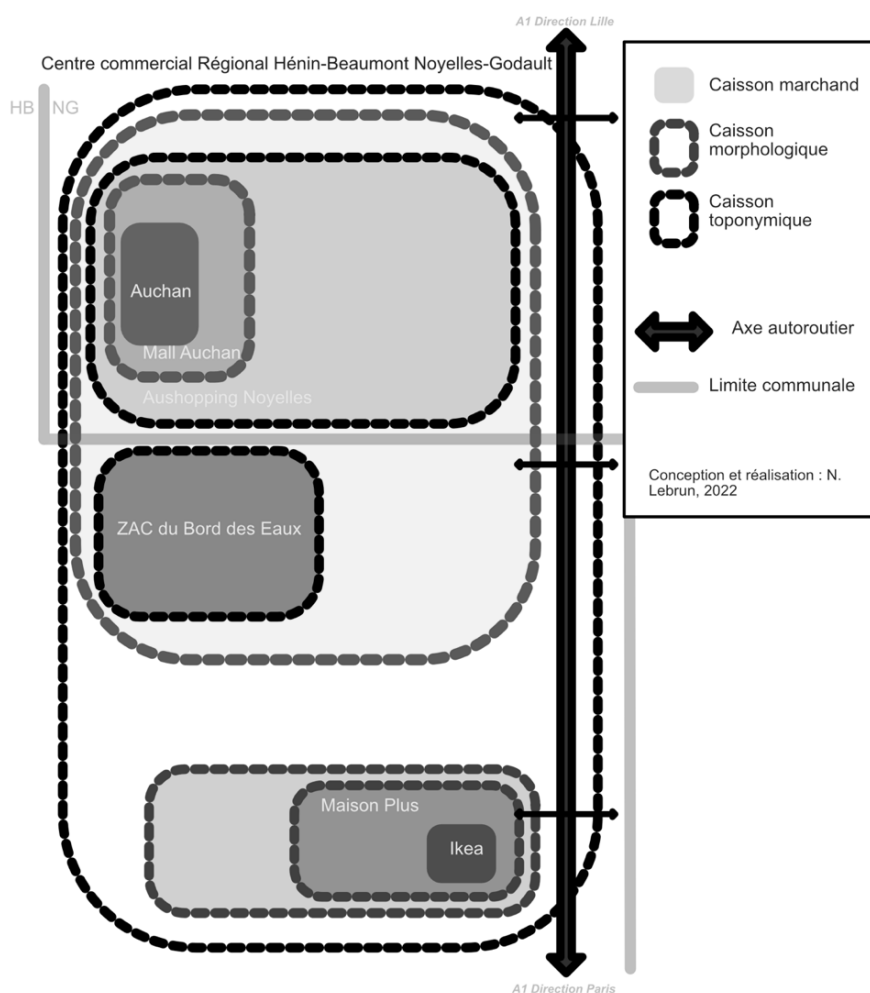 A1 Direction Lille
Centre commercial Régional Hénin-Beaumont Noyelles-Godault
HB NG
Caisson marchand
Caisson
morphologique
Caisson
toponymique
Auchan
Axe autoroutier
Mall Auchan
Aushopping Noyelles
Limite communale
Conception et réalisation : N.
Lebrun, 2022
ZAC du Bord des Eaux
Maison Plus
Ikea
A1 Direction Paris